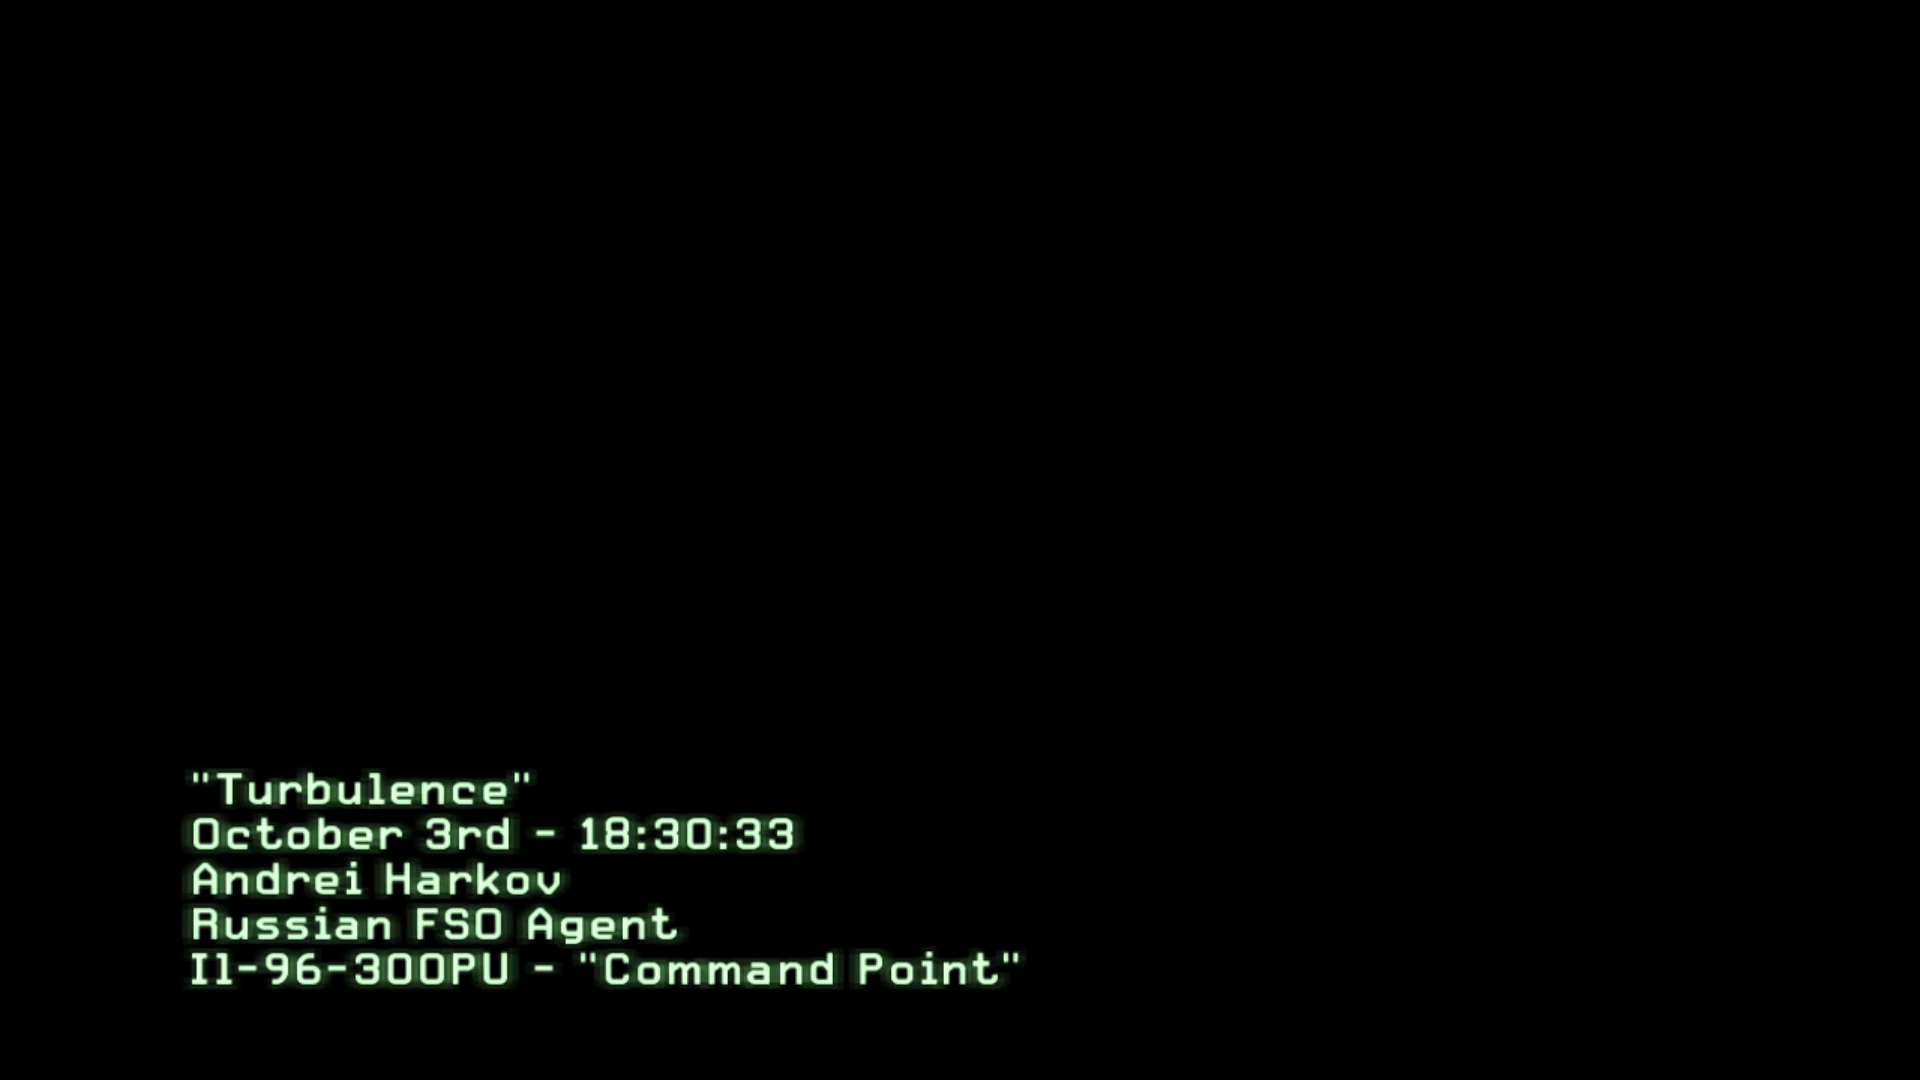 "Turbulence"
October 3rd - 18:30:33
Andrei Harkov
Russian FSO Agent
Il-96-300PU - "Command Point"